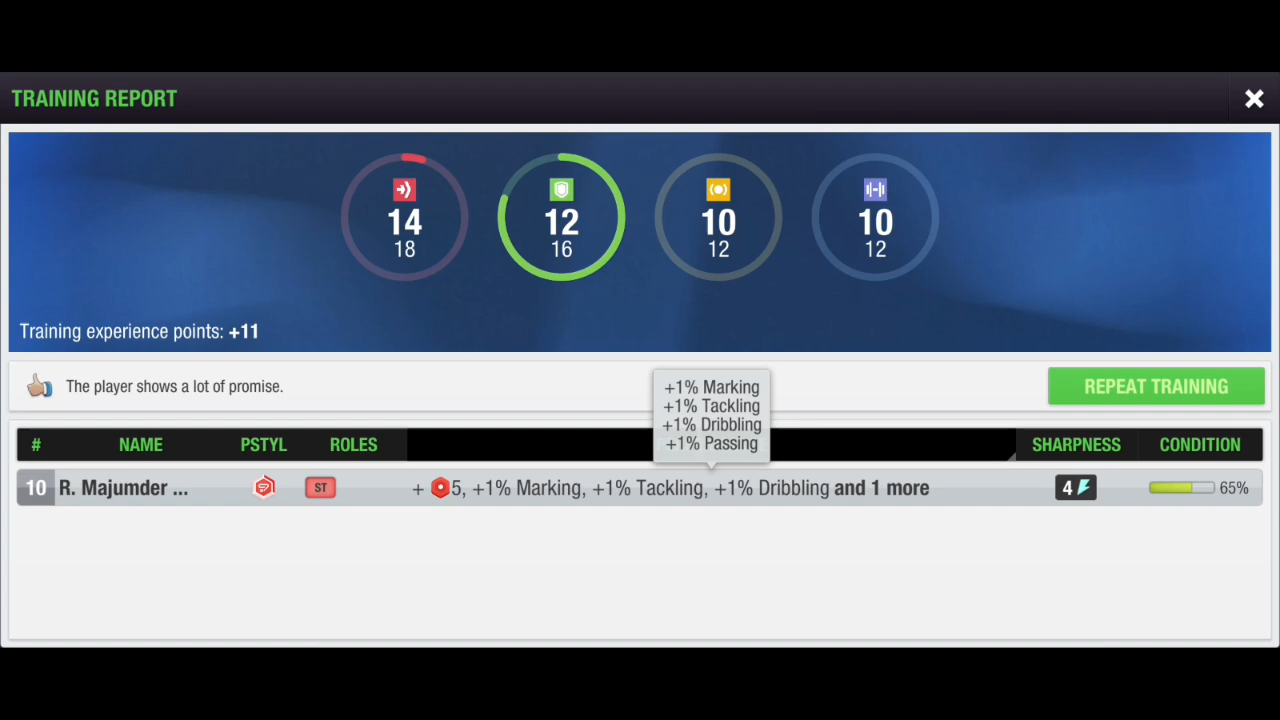 TRAINING REPORT
14
18
12
16
10
12
10
12
Training experience points: +11
The player shows a lot of promise.
REPEAT TRAINING
+1% Marking
+1% Tackling
+1% Dribbling
+1% Passing
# NAME PSTYL ROLES SHARPNESS CONDITION
10 R. Majumder ... ST + 5, +1% Marking, +1% Tackling, +1% Dribbling and 1 more 4 65%